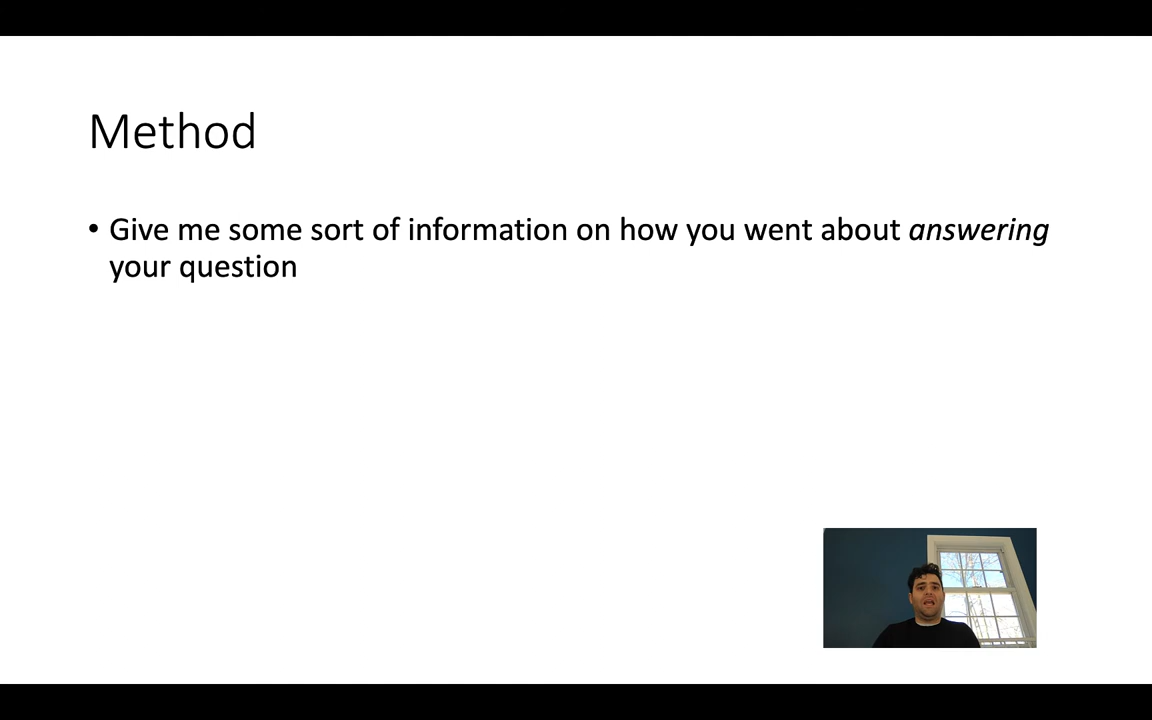 Method
• Give me some sort of information on how you went about answering
your question